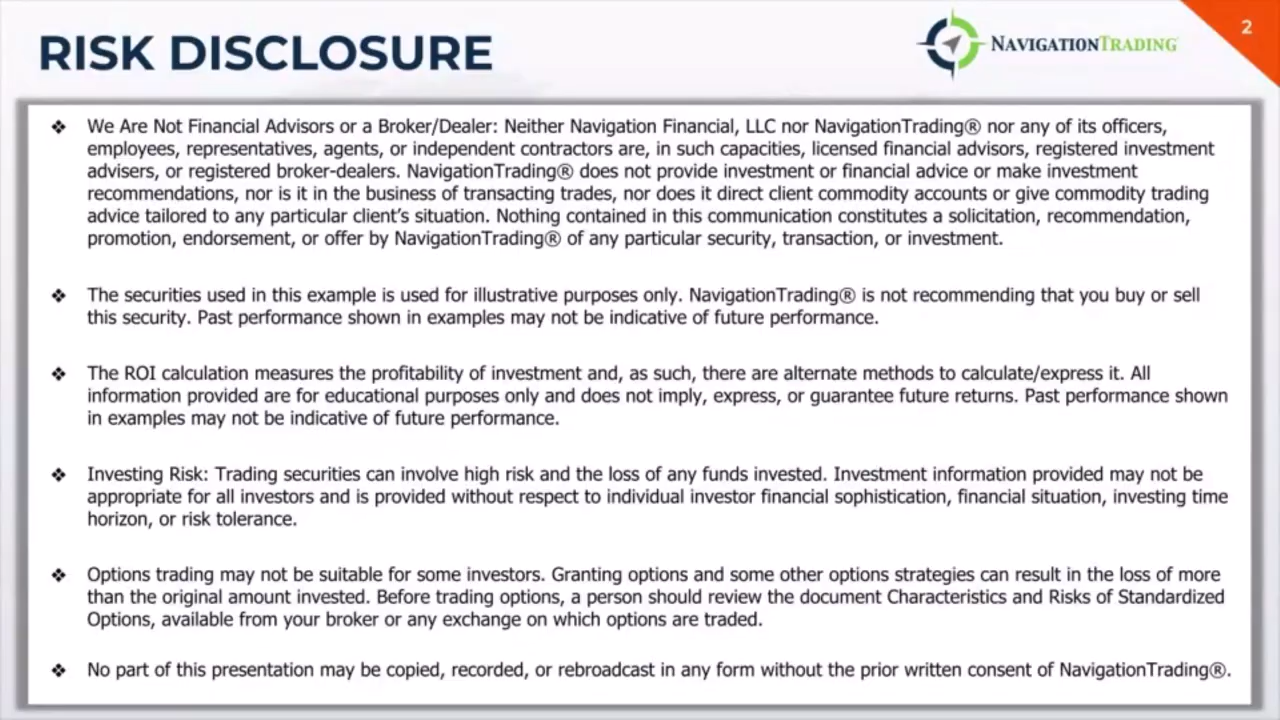 RISK DISCLOSURE
NAVIGATIONTRADING®
2
❖ We Are Not Financial Advisors or a Broker/Dealer: Neither Navigation Financial, LLC nor NavigationTrading® nor any of its officers,
employees, representatives, agents, or independent contractors are, in such capacities, licensed financial advisors, registered investment
advisers, or registered broker-dealers. NavigationTrading® does not provide investment or financial advice or make investment
recommendations, nor is it in the business of transacting trades, nor does it direct client commodity accounts or give commodity trading
advice tailored to any particular client's situation. Nothing contained in this communication constitutes a solicitation, recommendation,
promotion, endorsement, or offer by NavigationTrading® of any particular security, transaction, or investment.
❖ The securities used in this example is used for illustrative purposes only. NavigationTrading® is not recommending that you buy or sell
this security. Past performance shown in examples may not be indicative of future performance.
❖ The ROI calculation measures the profitability of investment and, as such, there are alternate methods to calculate/express it. All
information provided are for educational purposes only and does not imply, express, or guarantee future returns. Past performance shown
in examples may not be indicative of future performance.
❖ Investing Risk: Trading securities can involve high risk and the loss of any funds invested. Investment information provided may not be
appropriate for all investors and is provided without respect to individual investor financial sophistication, financial situation, investing time
horizon, or risk tolerance.
❖ Options trading may not be suitable for some investors. Granting options and some other options strategies can result in the loss of more
than the original amount invested. Before trading options, a person should review the document Characteristics and Risks of Standardized
Options, available from your broker or any exchange on which options are traded.
❖ No part of this presentation may be copied, recorded, or rebroadcast in any form without the prior written consent of NavigationTrading®.